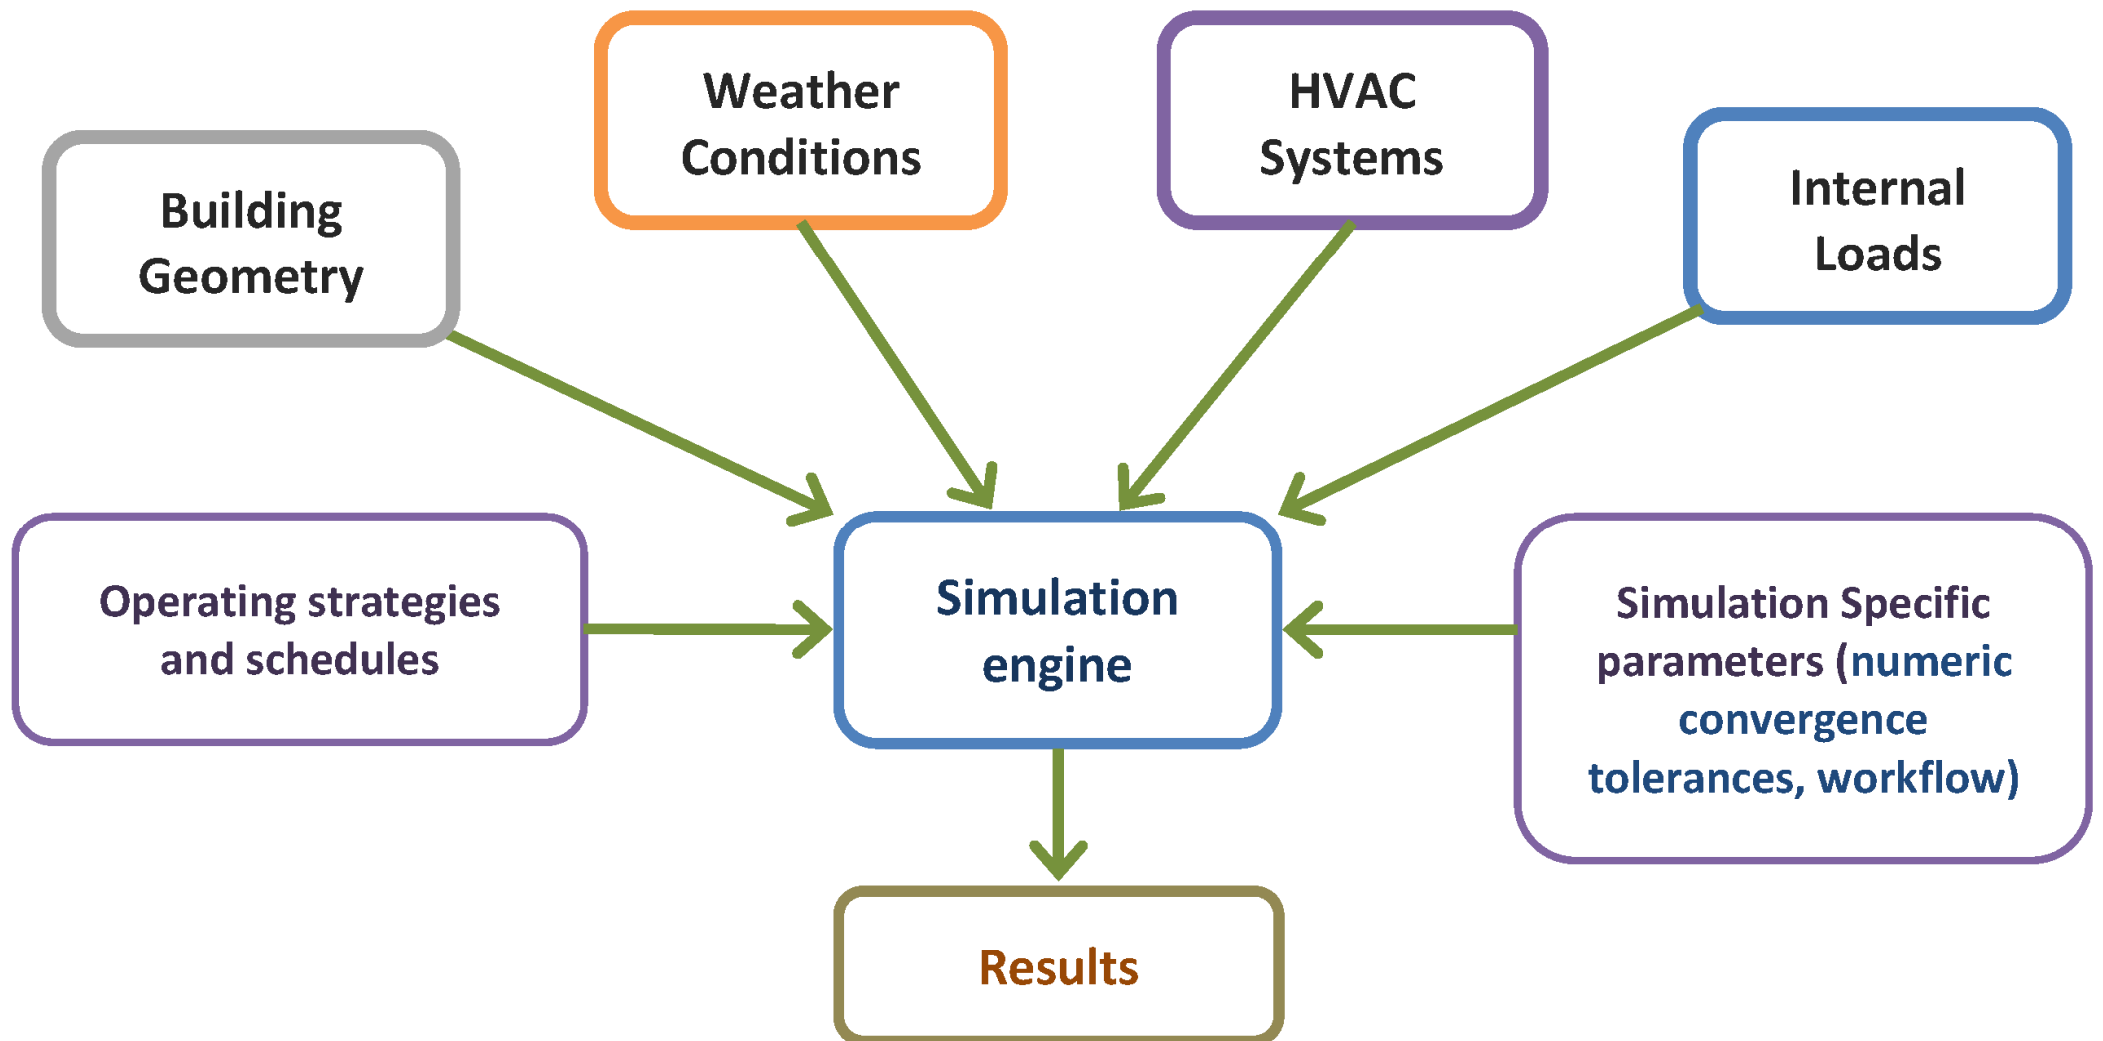 Weather
Conditions
HVAC
Systems
Building
Geometry
Internal
Loads
Operating strategies
and schedules
Simulation
engine
Simulation Specific
parameters (numeric
convergence
tolerances, workflow)
Results